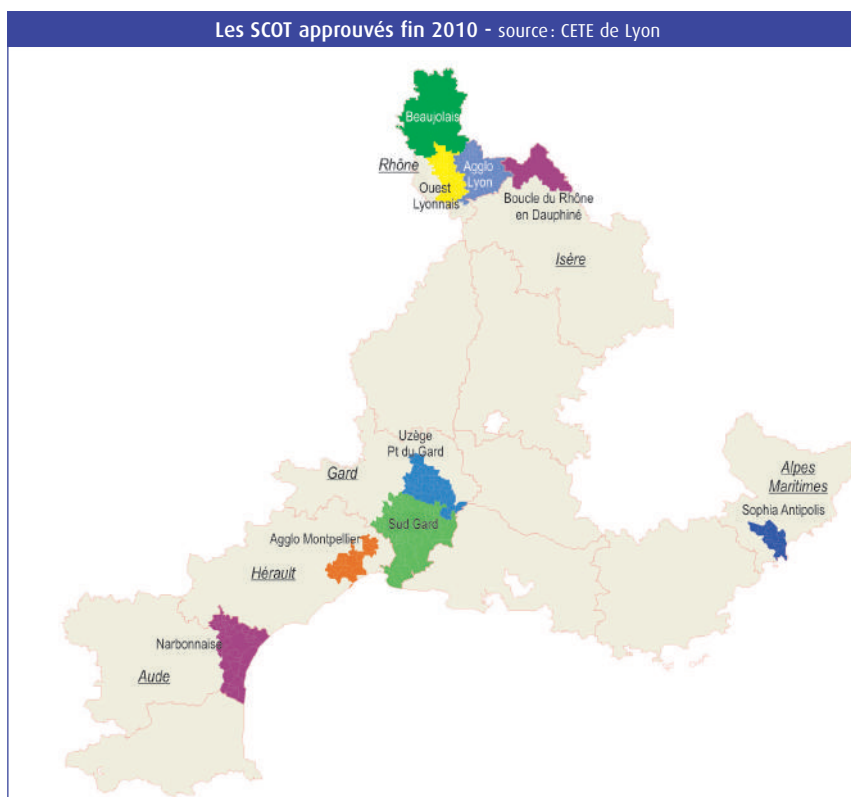 Les SCOT approuvés fin 2010 - source : CETE de Lyon
Beaujolais
Rhône
Agglo
Lyon
Ouest
Lyonnais
Boucle du Rhône
en Dauphiné
Isère
Uzège
Pt du Gard
Gard
Alpes
Maritimes
Sophia Antipolis
Sud Gard
Agglo Montpellier
Hérault
Narbonnaise
Aude